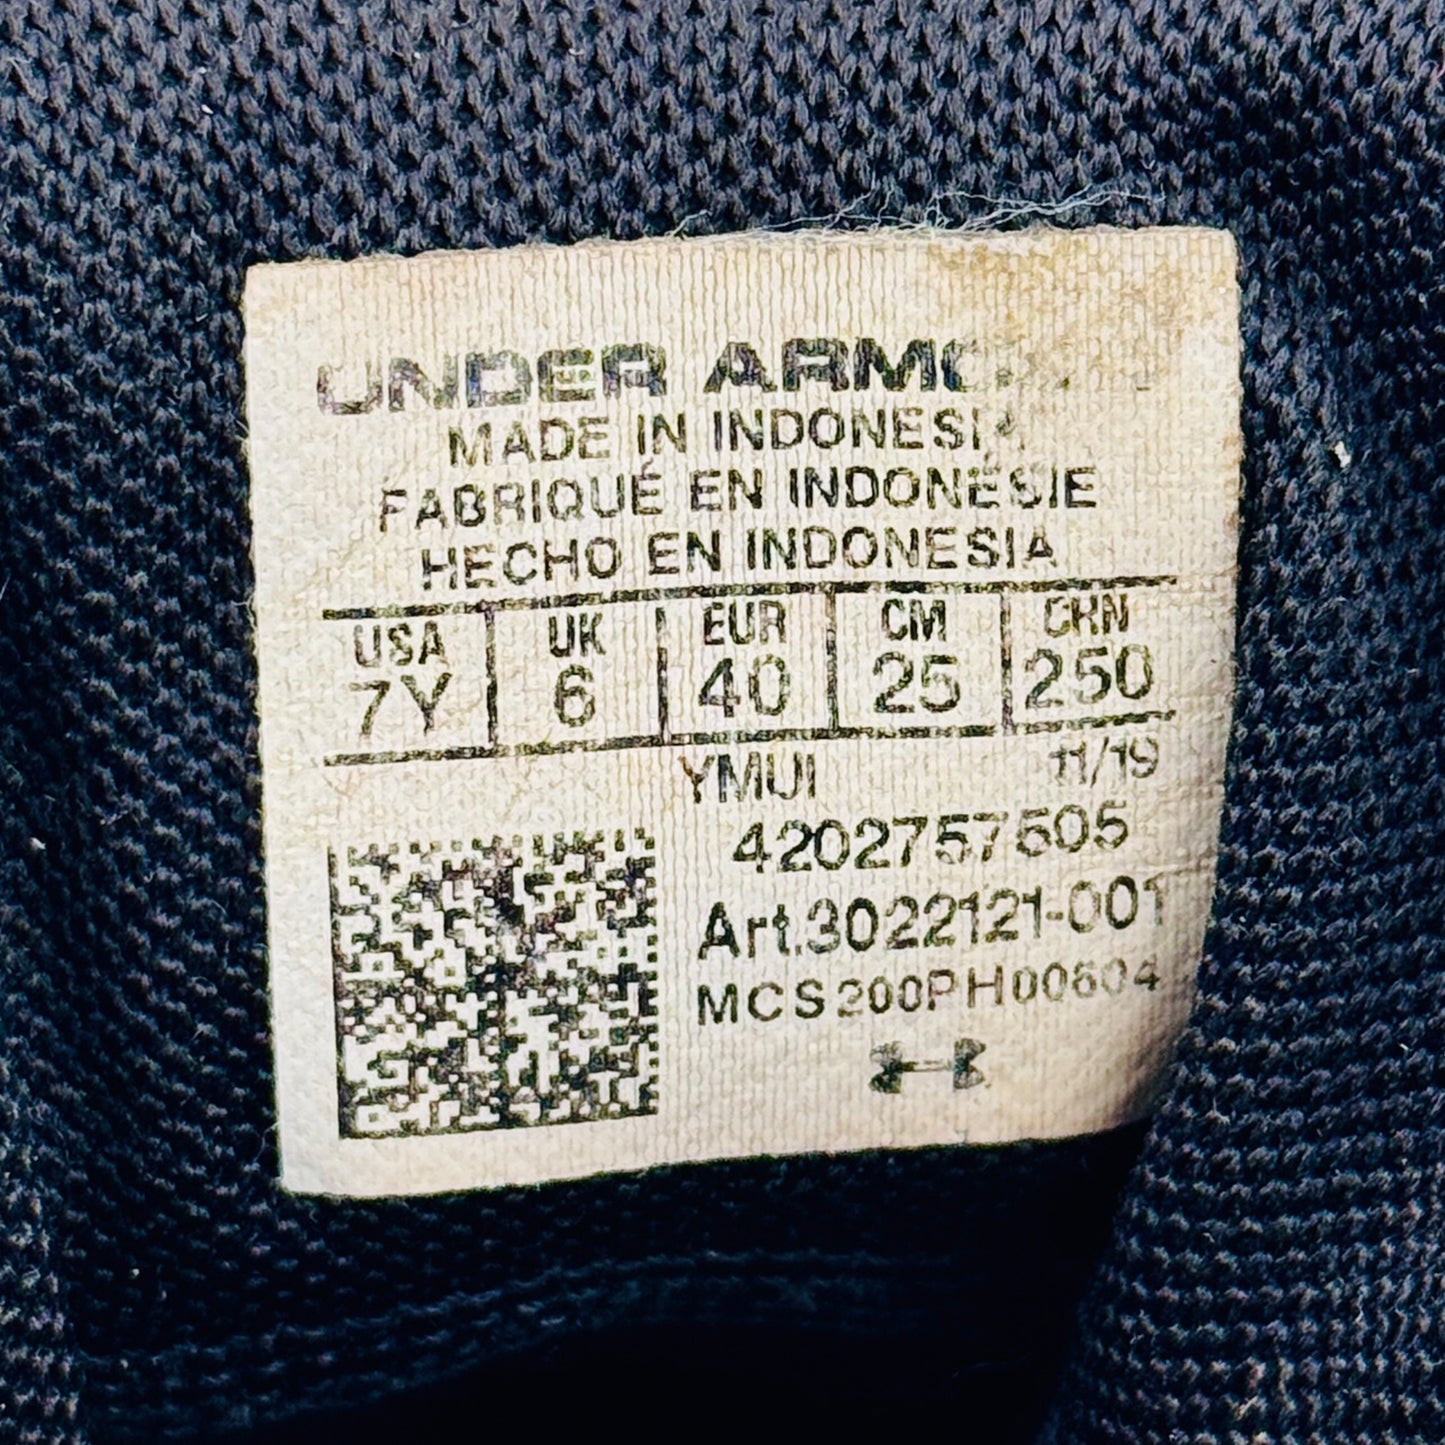 UNDER ARMOUR
MADE IN INDONESIA
FABRIQUÉ EN INDONÉSIE
HECHO EN INDONESIA
USA UK EUR CM CHN
7Y 6 40 25 250
YMUI 11/19
4202757505
Art.3022121-001
MCS200PH00604